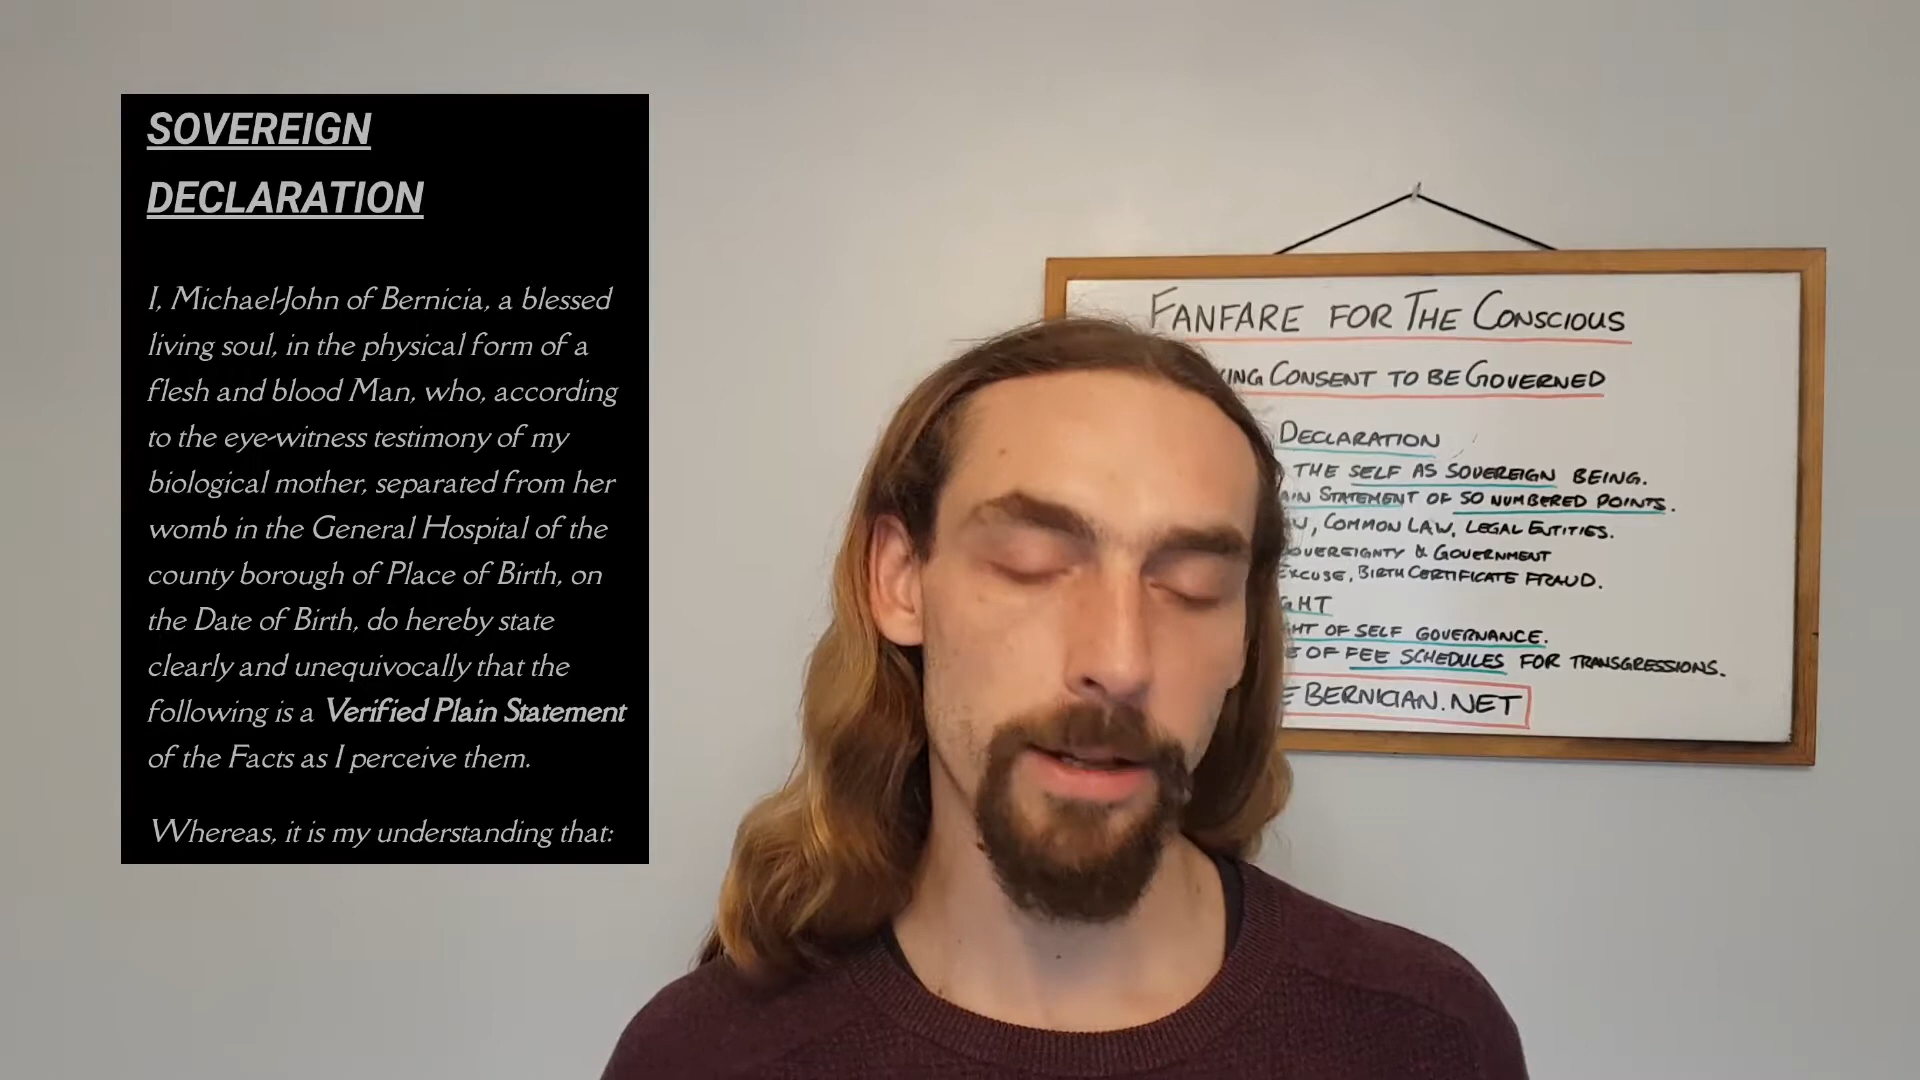 SOVEREIGN
DECLARATION
I, Michael-John of Bernicia, a blessed
living soul, in the physical form of a
flesh and blood Man, who, according
to the eye-witness testimony of my
biological mother, separated from her
womb in the General Hospital of the
county borough of Place of Birth, on
the Date of Birth, do hereby state
clearly and unequivocally that the
following is a Verified Plain Statement
of the Facts as I perceive them.
Whereas, it is my understanding that:
FANFARE FOR THE CONSCIOUS
CONSENT TO BE GOVERNED
DECLARATION
THE SELF AS SOVEREIGN BEING.
STATEMENT OF 50 NUMBERED POINTS.
COMMON LAW, LEGAL ENTITIES.
& GOVERNMENT
BIRTH CERTIFICATE FRAUD.
OF SELF GOVERNANCE.
OF FEE SCHEDULES FOR TRANSGRESSIONS.
BERNICIAN.NET